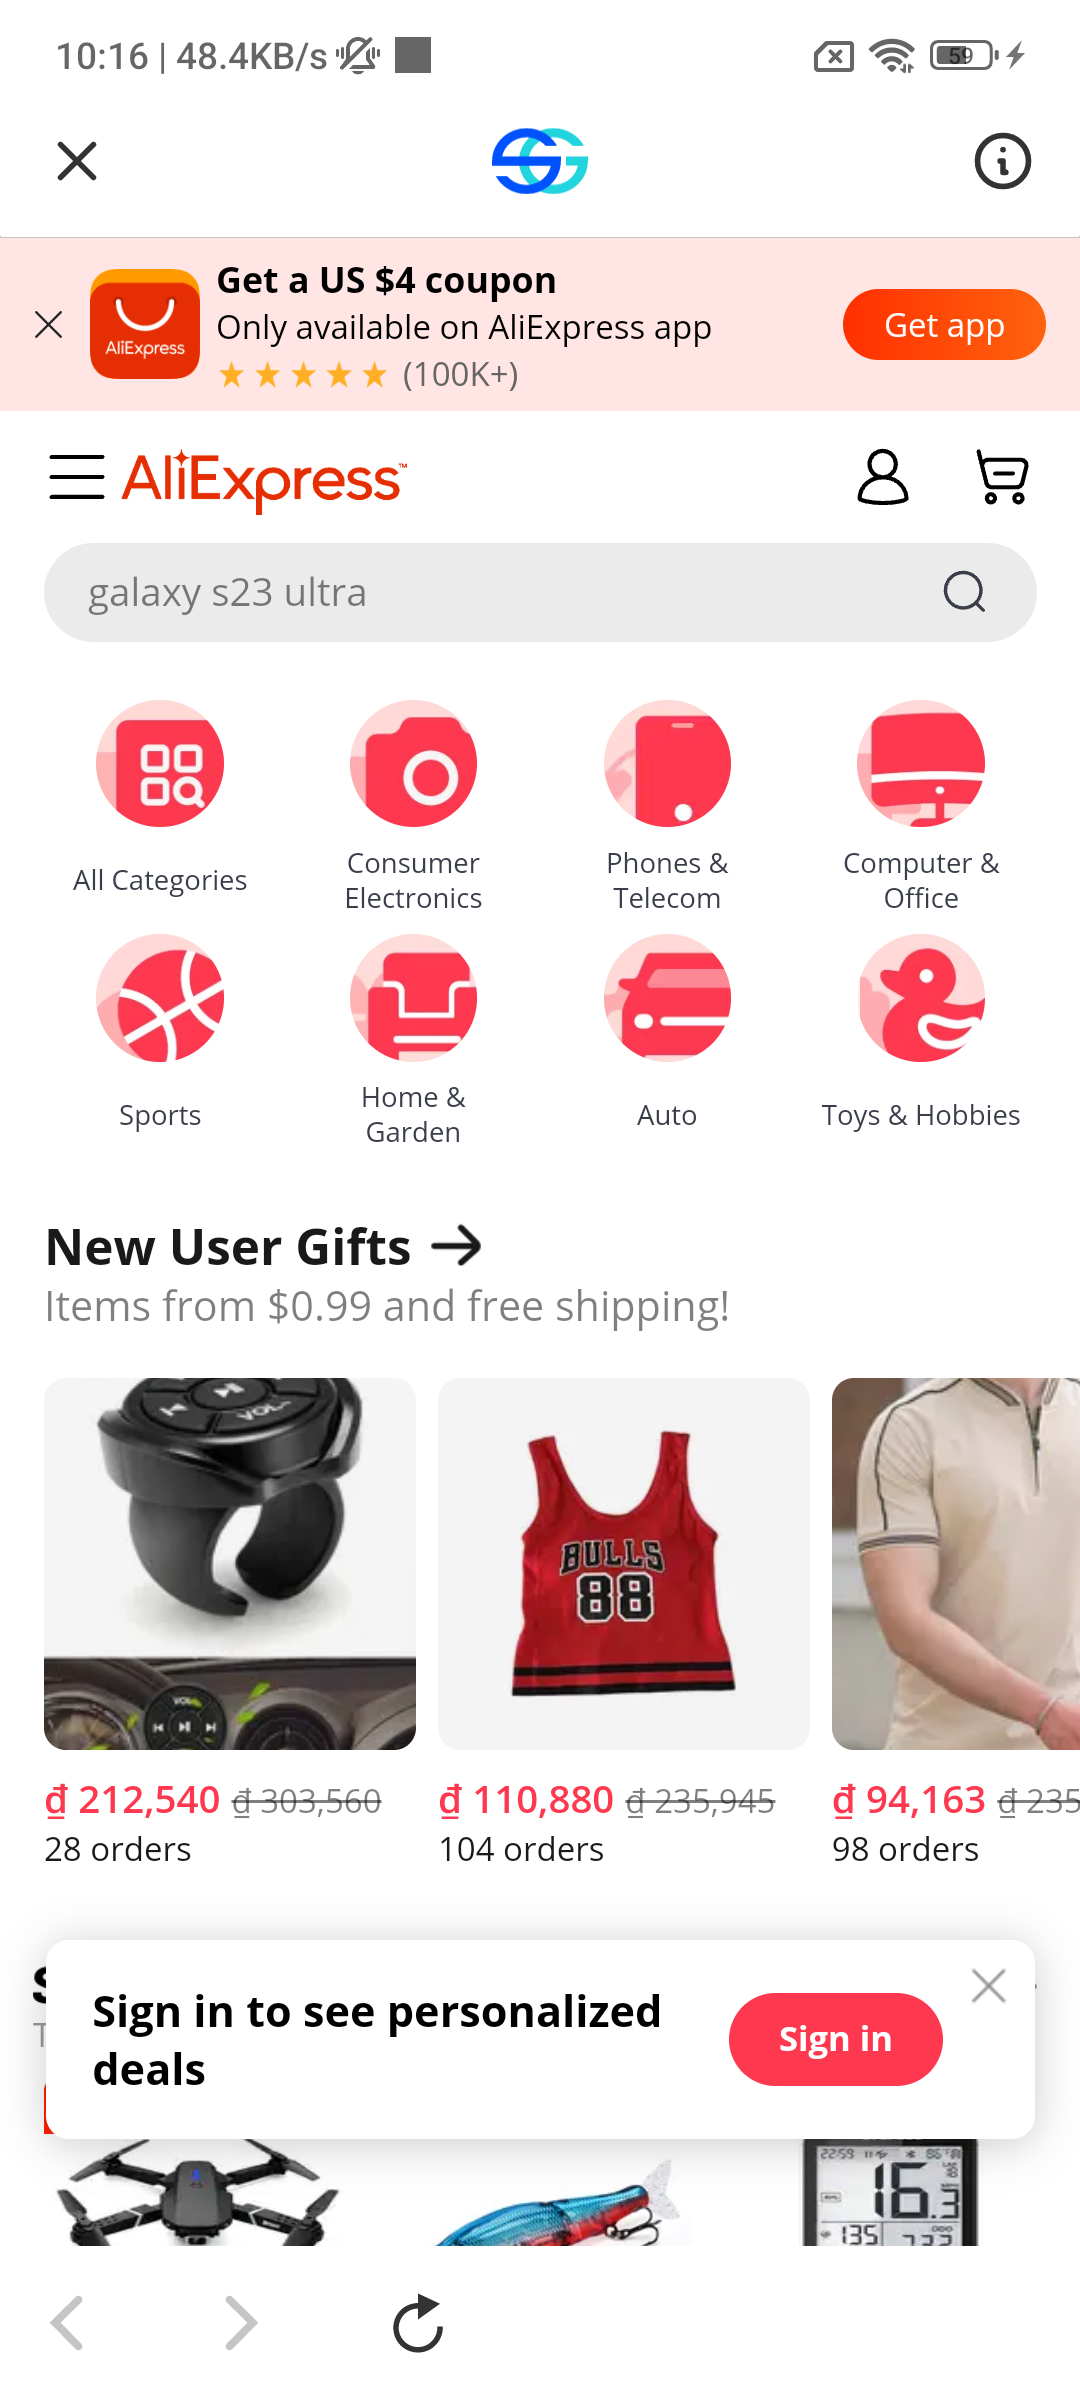 10:16 | 48.4KB/s
59
Get a US $4 coupon
AliExpress
Only available on AliExpress app
(100K+)
Get app
AliExpress™
galaxy s23 ultra
All Categories
Consumer
Electronics
Phones &
Telecom
Computer &
Office
Sports
Home &
Garden
Auto
Toys & Hobbies
New User Gifts
Items from $0.99 and free shipping!
VOL-
VOL
BULLS
88
₫ 212,540 ₫ 303,560
28 orders
₫ 110,880 ₫ 235,945
104 orders
₫ 94,163 ₫ 235
98 orders
Sign in to see personalized
deals
Sign in
22:59
16.3
135